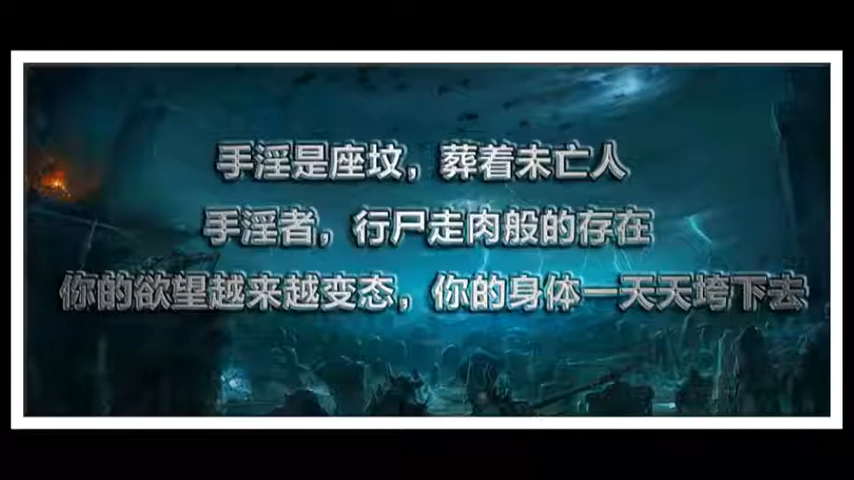 手淫是座坟，葬着未亡人
手淫者，行尸走肉般的存在
你的欲望越来越变态，你的身体一天天垮下去